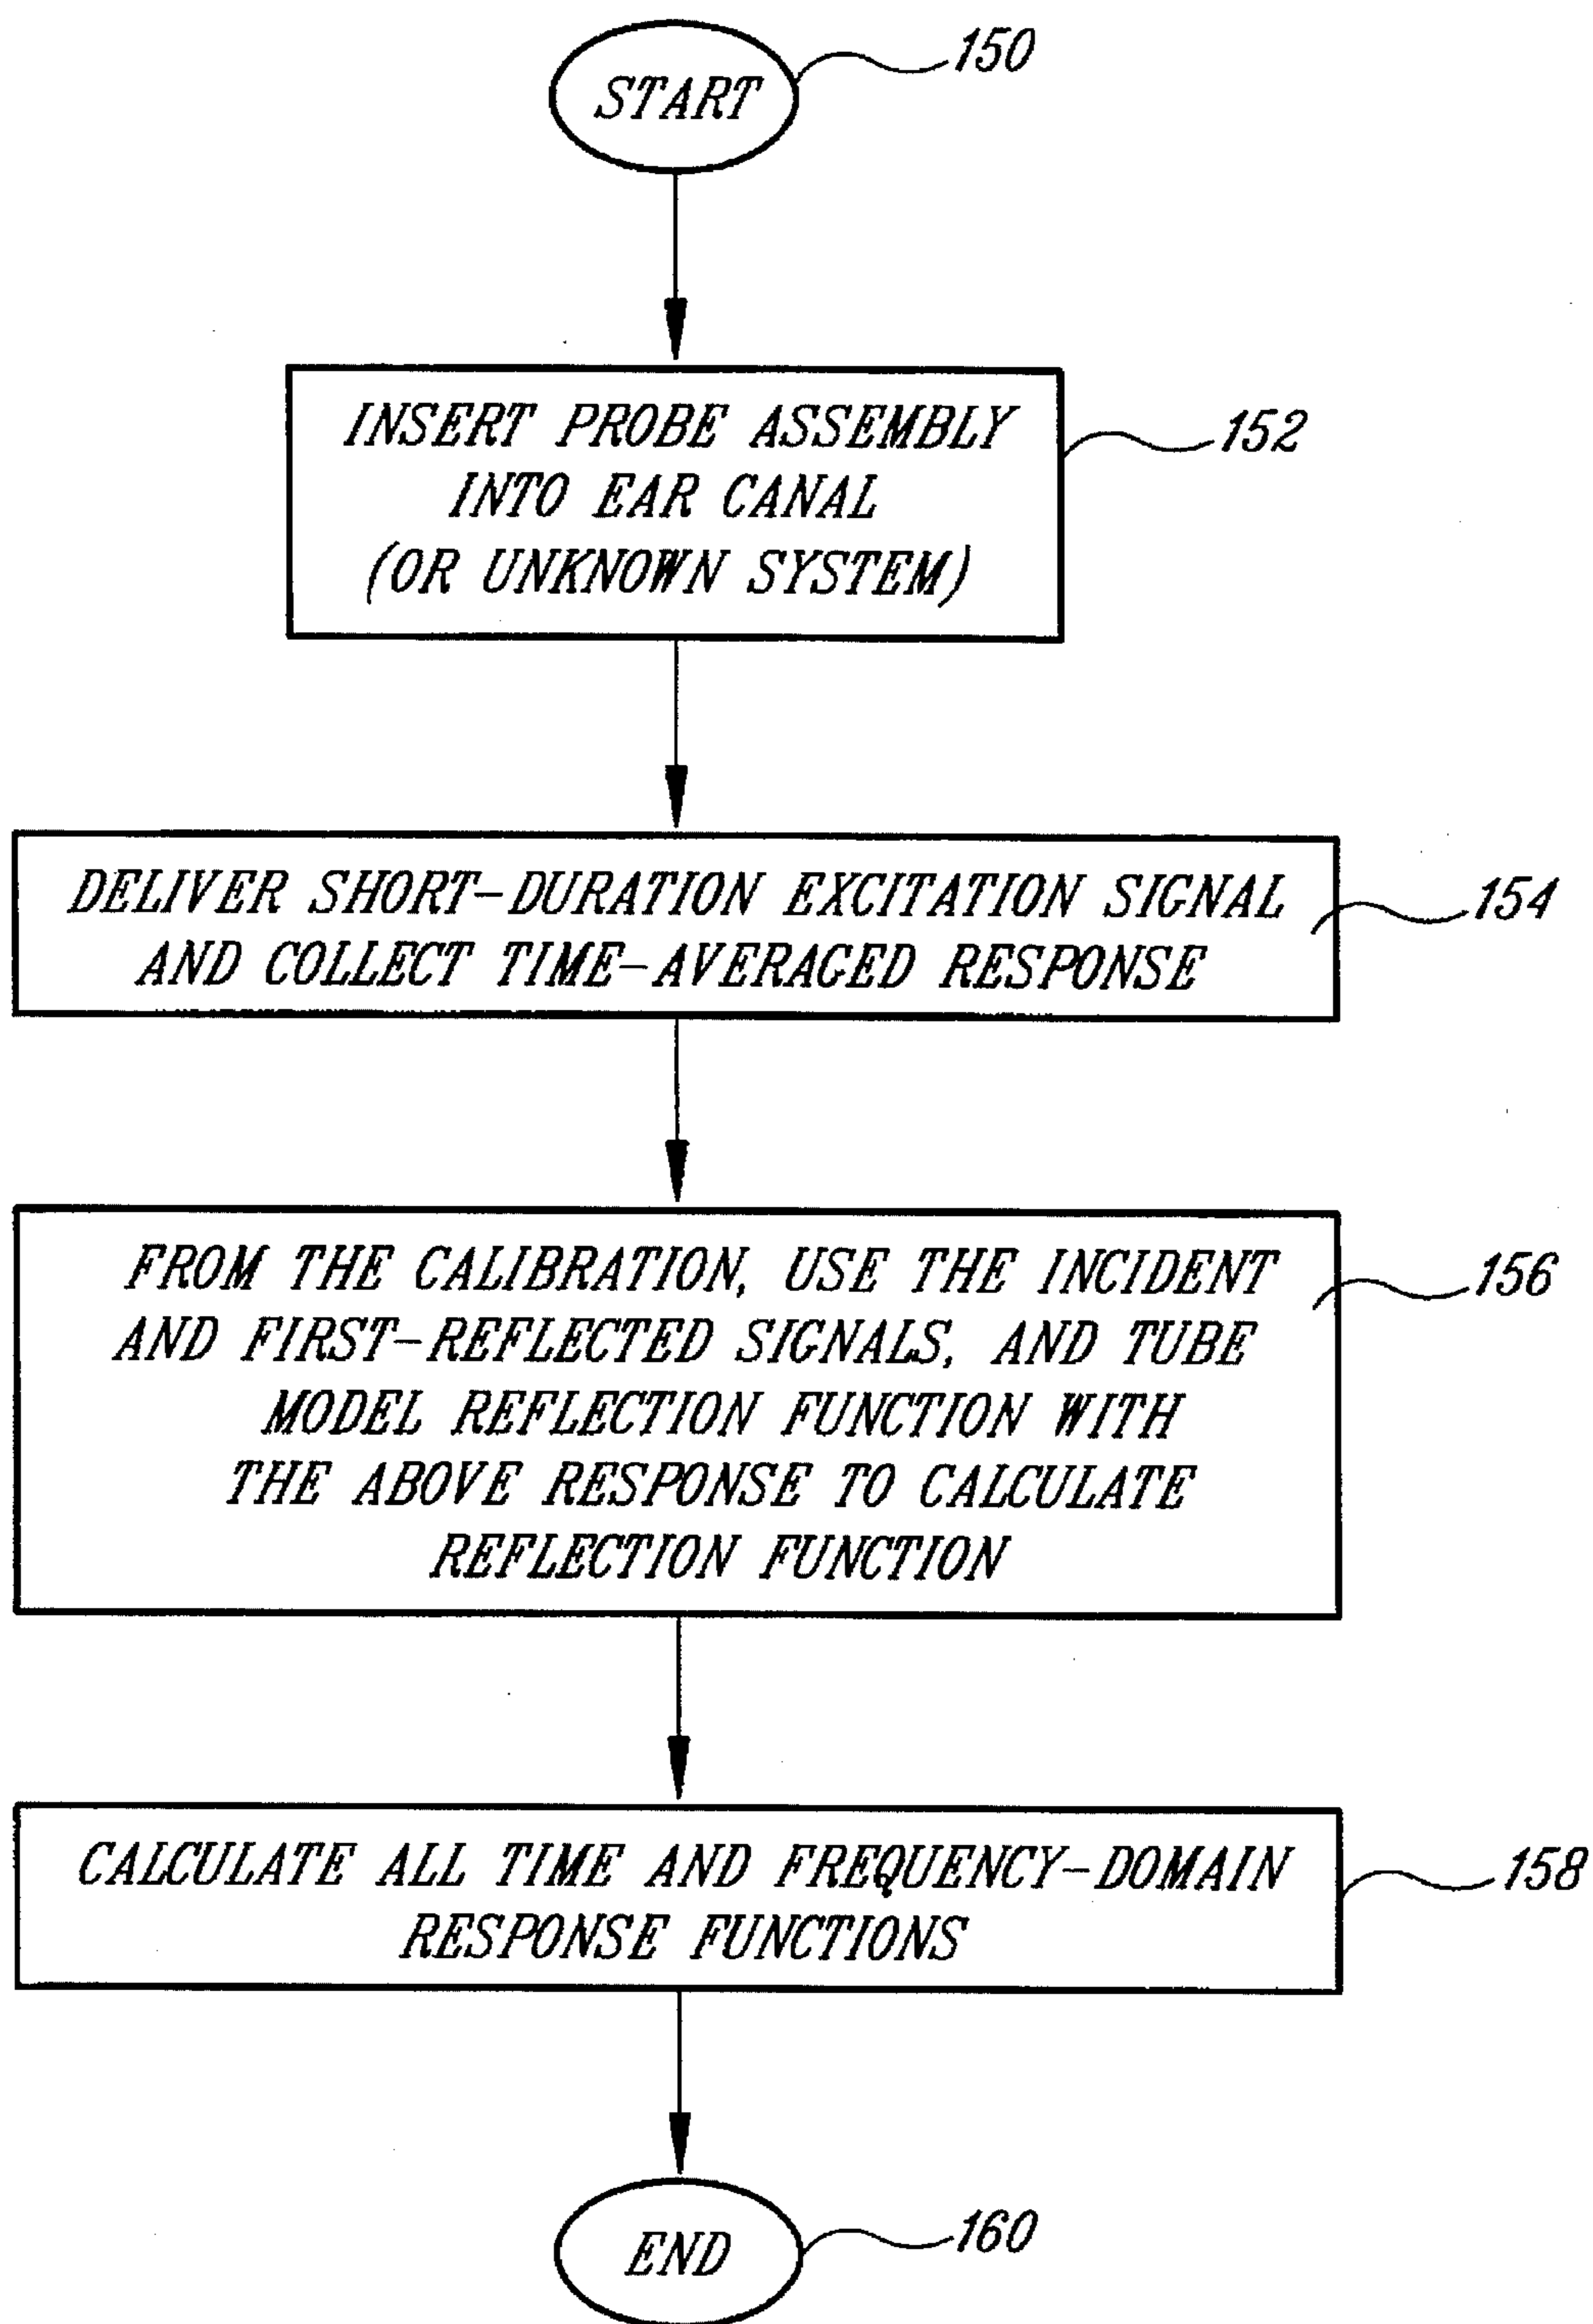 START
150
INSERT PROBE ASSEMBLY
INTO EAR CANAL
(OR UNKNOWN SYSTEM)
152
DELIVER SHORT-DURATION EXCITATION SIGNAL
AND COLLECT TIME-AVERAGED RESPONSE
154
FROM THE CALIBRATION, USE THE INCIDENT
AND FIRST-REFLECTED SIGNALS, AND TUBE
MODEL REFLECTION FUNCTION WITH
THE ABOVE RESPONSE TO CALCULATE
REFLECTION FUNCTION
156
CALCULATE ALL TIME AND FREQUENCY-DOMAIN
RESPONSE FUNCTIONS
158
END
160